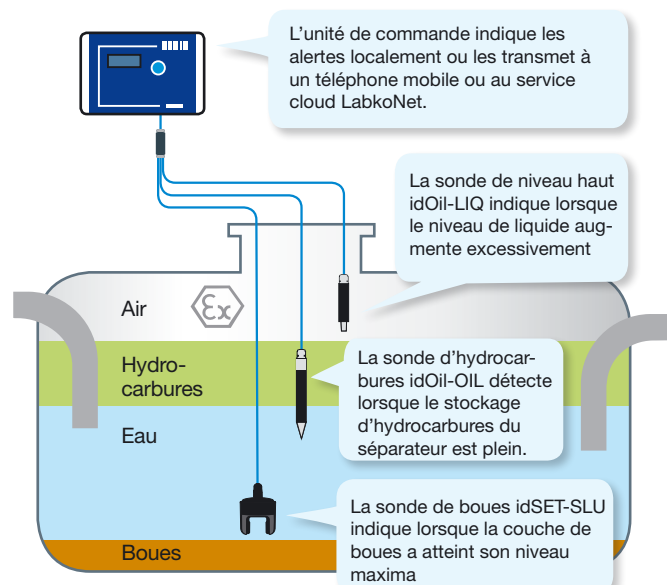 L'unité de commande indique les
alertes localement ou les transmet à
un téléphone mobile ou au service
cloud LabkoNet.
La sonde de niveau haut
idOil-LIQ indique lorsque
le niveau de liquide aug-
mente excessivement
Air
Ex
Hydro-
carbures
La sonde d'hydrocar-
bures idOil-OIL détecte
lorsque le stockage
d'hydrocarbures du
séparateur est plein.
Eau
La sonde de boues idSET-SLU
indique lorsque la couche de
boues a atteint son niveau
maxima
Boues